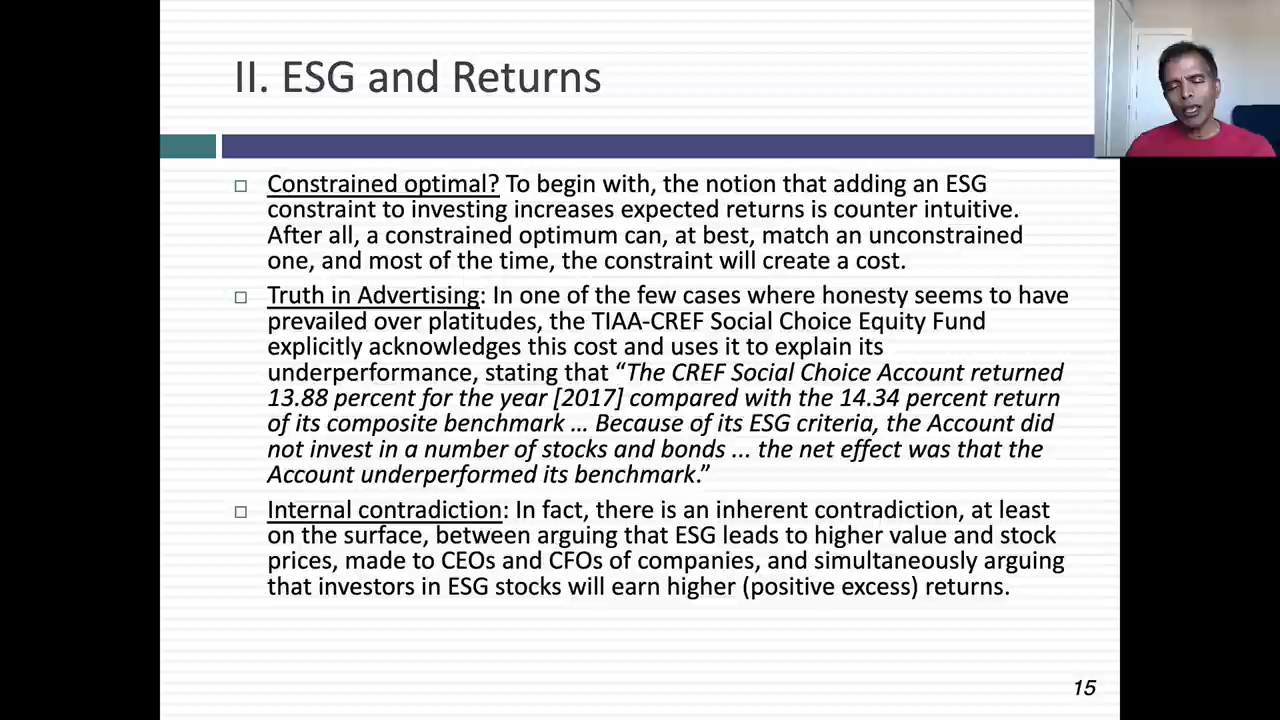 II. ESG and Returns
Constrained optimal? To begin with, the notion that adding an ESG
constraint to investing increases expected returns is counter intuitive.
After all, a constrained optimum can, at best, match an unconstrained
one, and most of the time, the constraint will create a cost.
Truth in Advertising: In one of the few cases where honesty seems to have
prevailed over platitudes, the TIAA-CREF Social Choice Equity Fund
explicitly acknowledges this cost and uses it to explain its
underperformance, stating that “The CREF Social Choice Account returned
13.88 percent for the year [2017] compared with the 14.34 percent return
of its composite benchmark … Because of its ESG criteria, the Account did
not invest in a number of stocks and bonds ... the net effect was that the
Account underperformed its benchmark.”
Internal contradiction: In fact, there is an inherent contradiction, at least
on the surface, between arguing that ESG leads to higher value and stock
prices, made to CEOs and CFOs of companies, and simultaneously arguing
that investors in ESG stocks will earn higher (positive excess) returns.
15